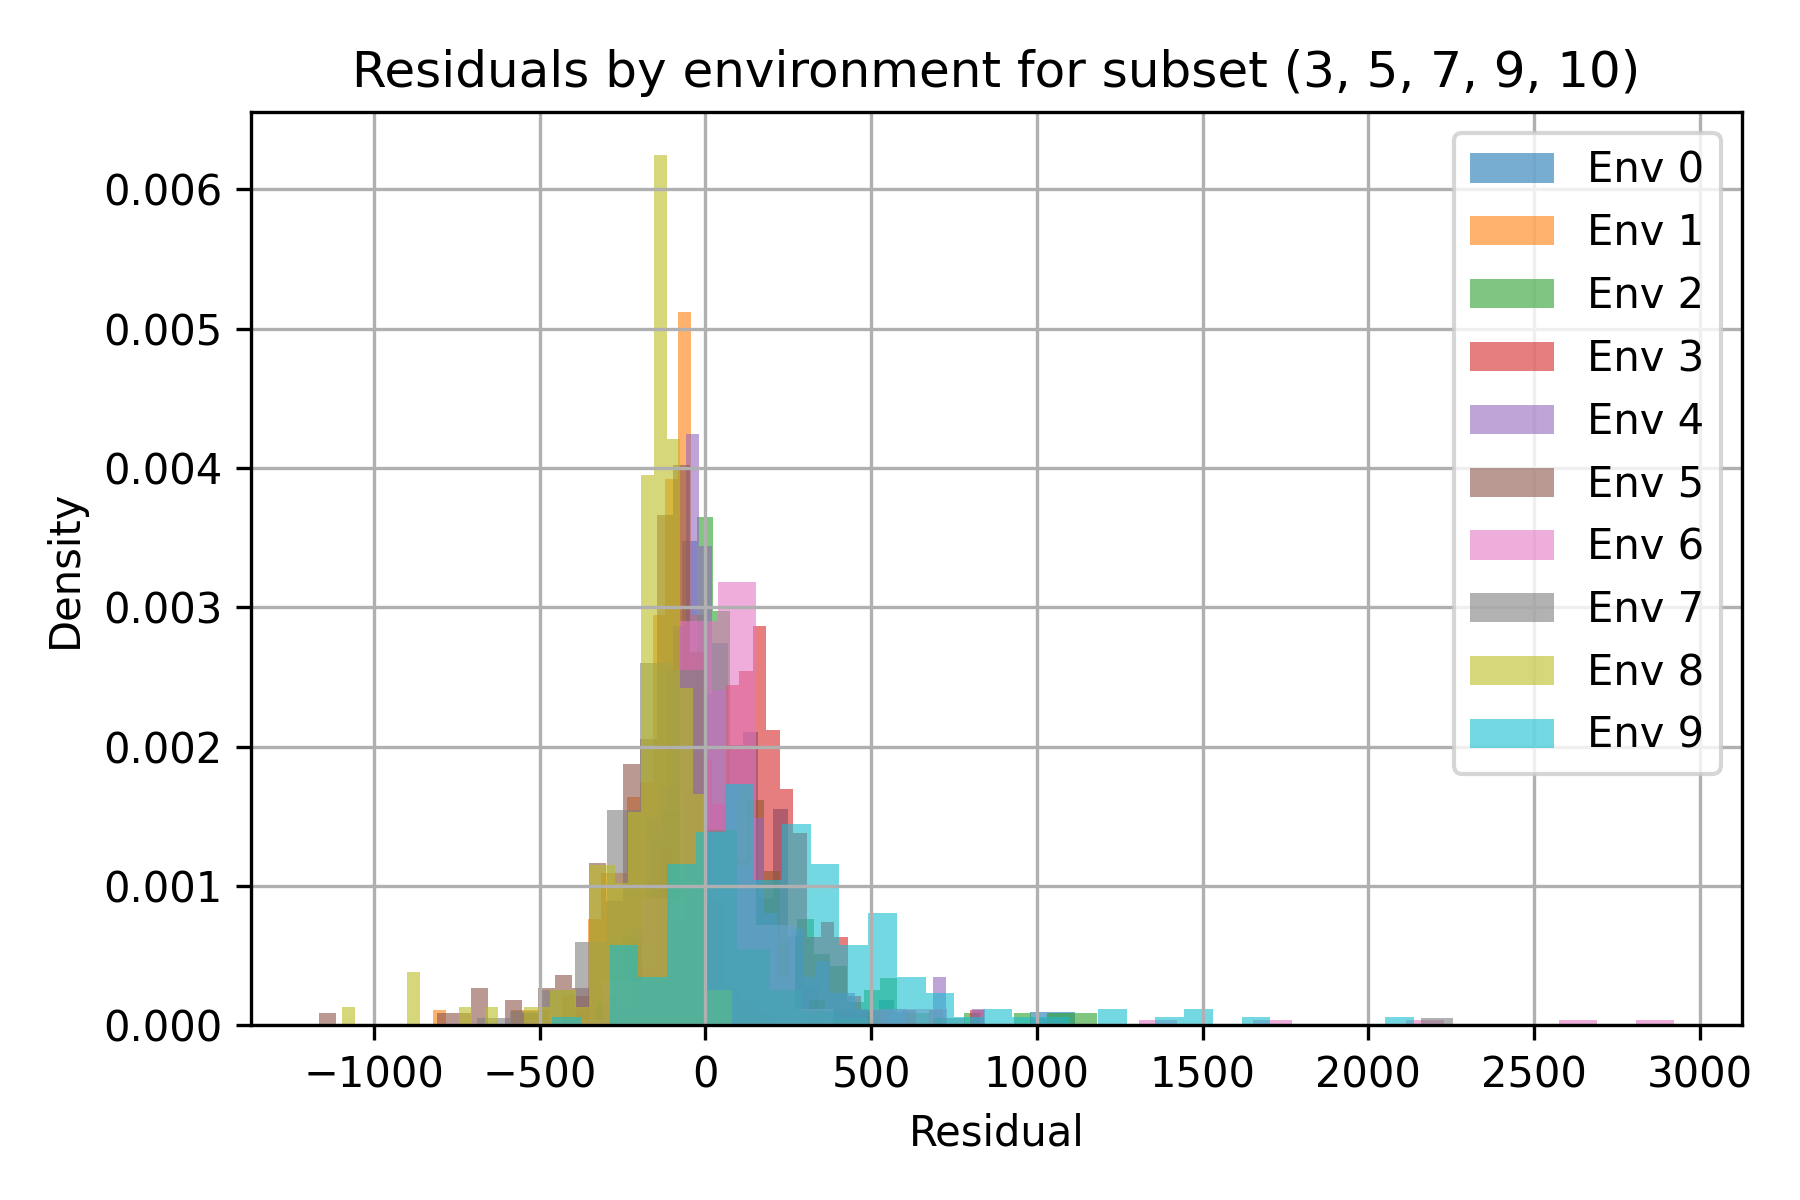 Residuals by environment for subset (3, 5, 7, 9, 10)
Density
0.006
0.005
0.004
0.003
0.002
0.001
0.000
−1000
−500
0
500
1000
1500
2000
2500
3000
Residual
Env 0
Env 1
Env 2
Env 3
Env 4
Env 5
Env 6
Env 7
Env 8
Env 9